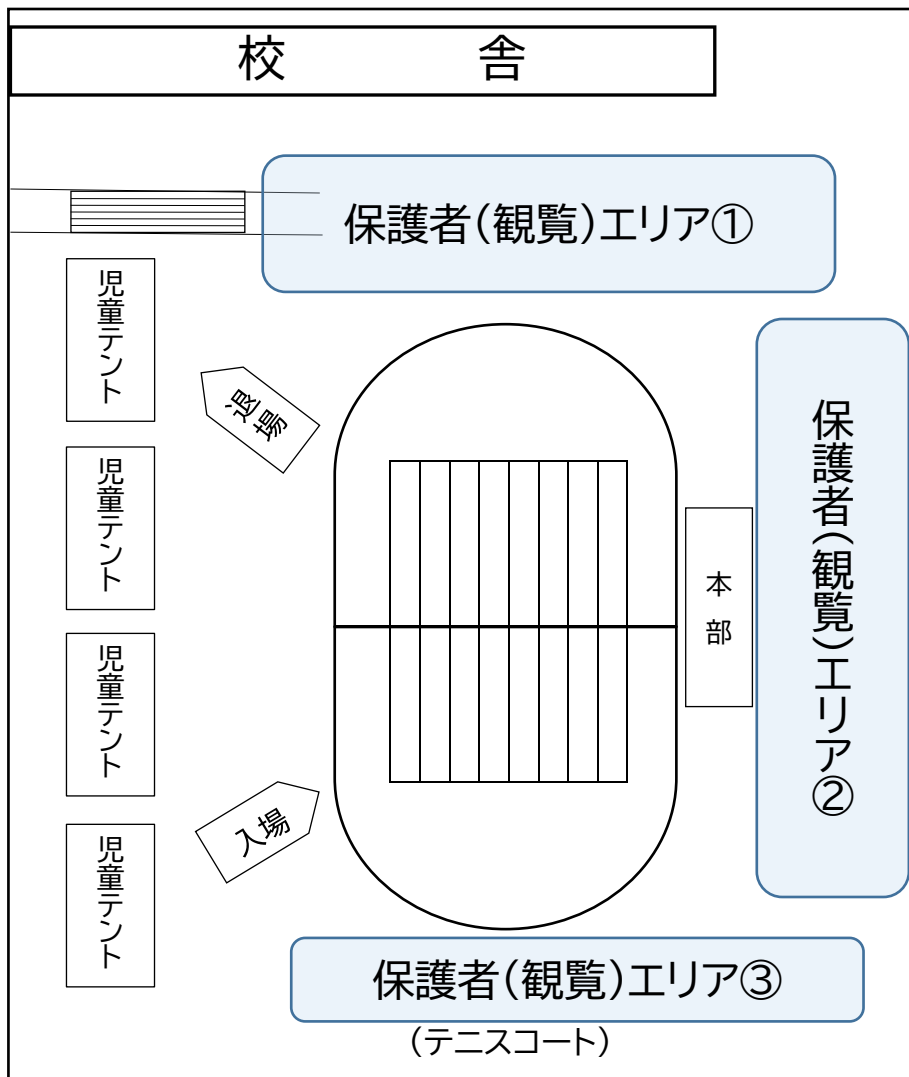 校　舎
保護者(観覧)エリア①
児童テント
退場
児童テント
保護者(観覧)エリア②
本部
児童テント
入場
児童テント
保護者(観覧)エリア③
(テニスコート)